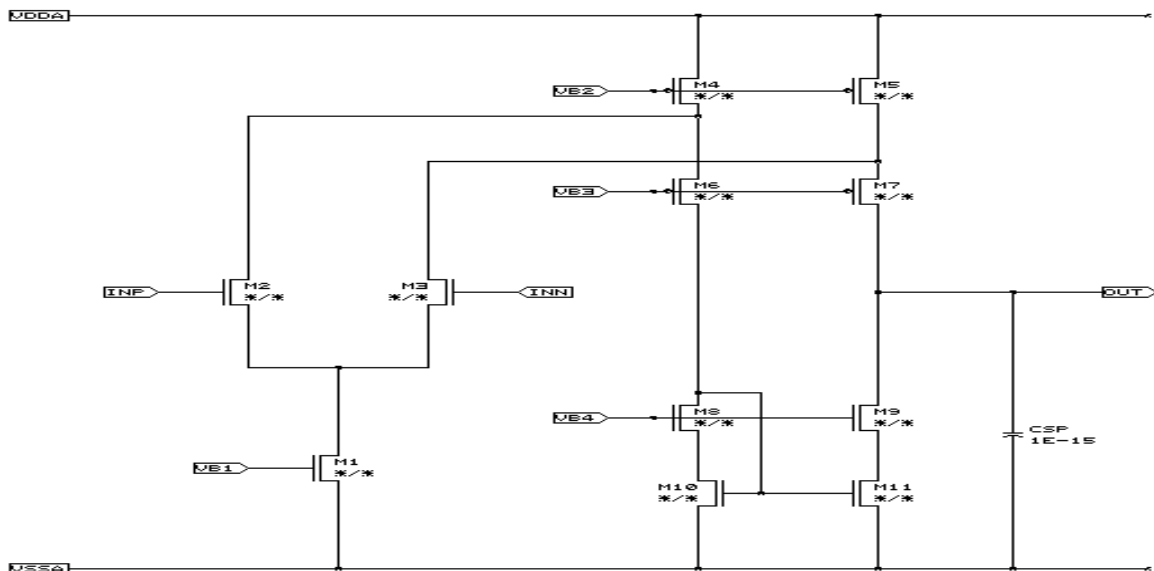 VDDA
VB2
M4
*/*
M5
*/*
VB3
M6
*/*
M7
*/*
INP
M2
*/*
M3
*/*
INN
OUT
VB4
M8
*/*
M9
*/*
CSP
1E-15
VB1
M1
*/*
M10
*/*
M11
*/*
VSSA